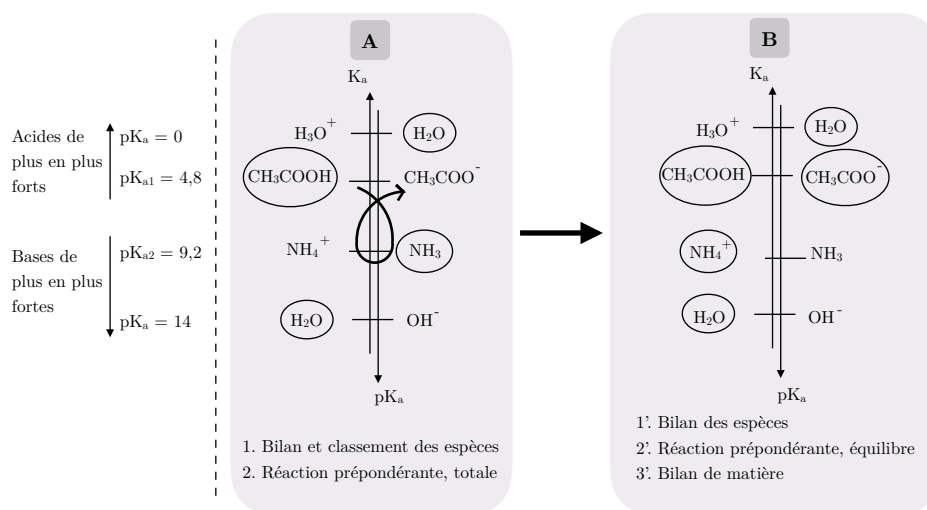 Acides de
plus en plus
forts
pKₐ = 0
pKₐ₁ = 4,8
Bases de
plus en plus
fortes
pKₐ₂ = 9,2
pKₐ = 14
A
Kₐ
H₃O⁺ H₂O
CH₃COOH CH₃COO⁻
NH₄⁺ NH₃
H₂O OH⁻
pKₐ
1. Bilan et classement des espèces
2. Réaction prépondérante, totale
B
Kₐ
H₃O⁺ H₂O
CH₃COOH CH₃COO⁻
NH₄⁺ NH₃
H₂O OH⁻
pKₐ
1'. Bilan des espèces
2'. Réaction prépondérante, équilibre
3'. Bilan de matière